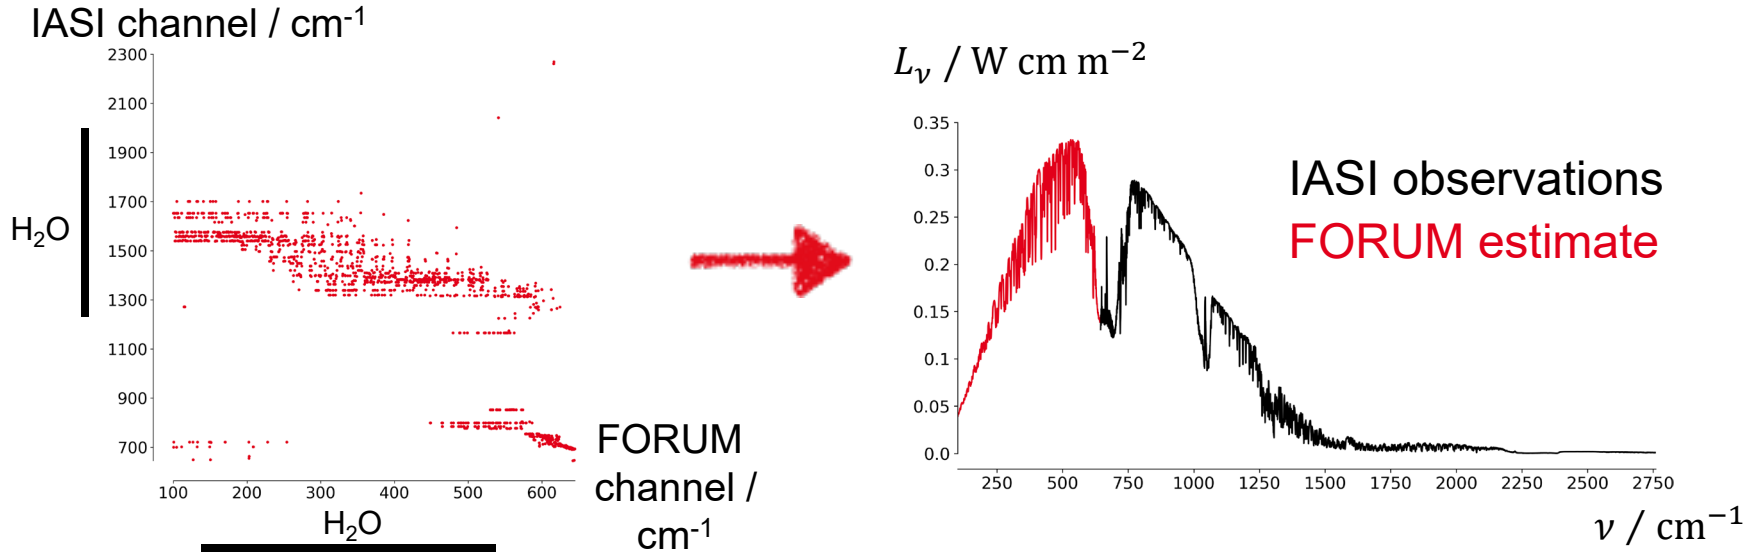 IASI channel / cm⁻¹
2300
2100
1900
1700
1500
1300
1100
900
700
H₂O
100 200 300 400 500 600
H₂O
FORUM
channel /
cm⁻¹
L_ν / W cm m⁻²
0.35
0.3
0.25
0.2
0.15
0.1
0.05
0.0
IASI observations
FORUM estimate
250 500 750 1000 1250 1500 1750 2000 2250 2500 2750
ν / cm⁻¹